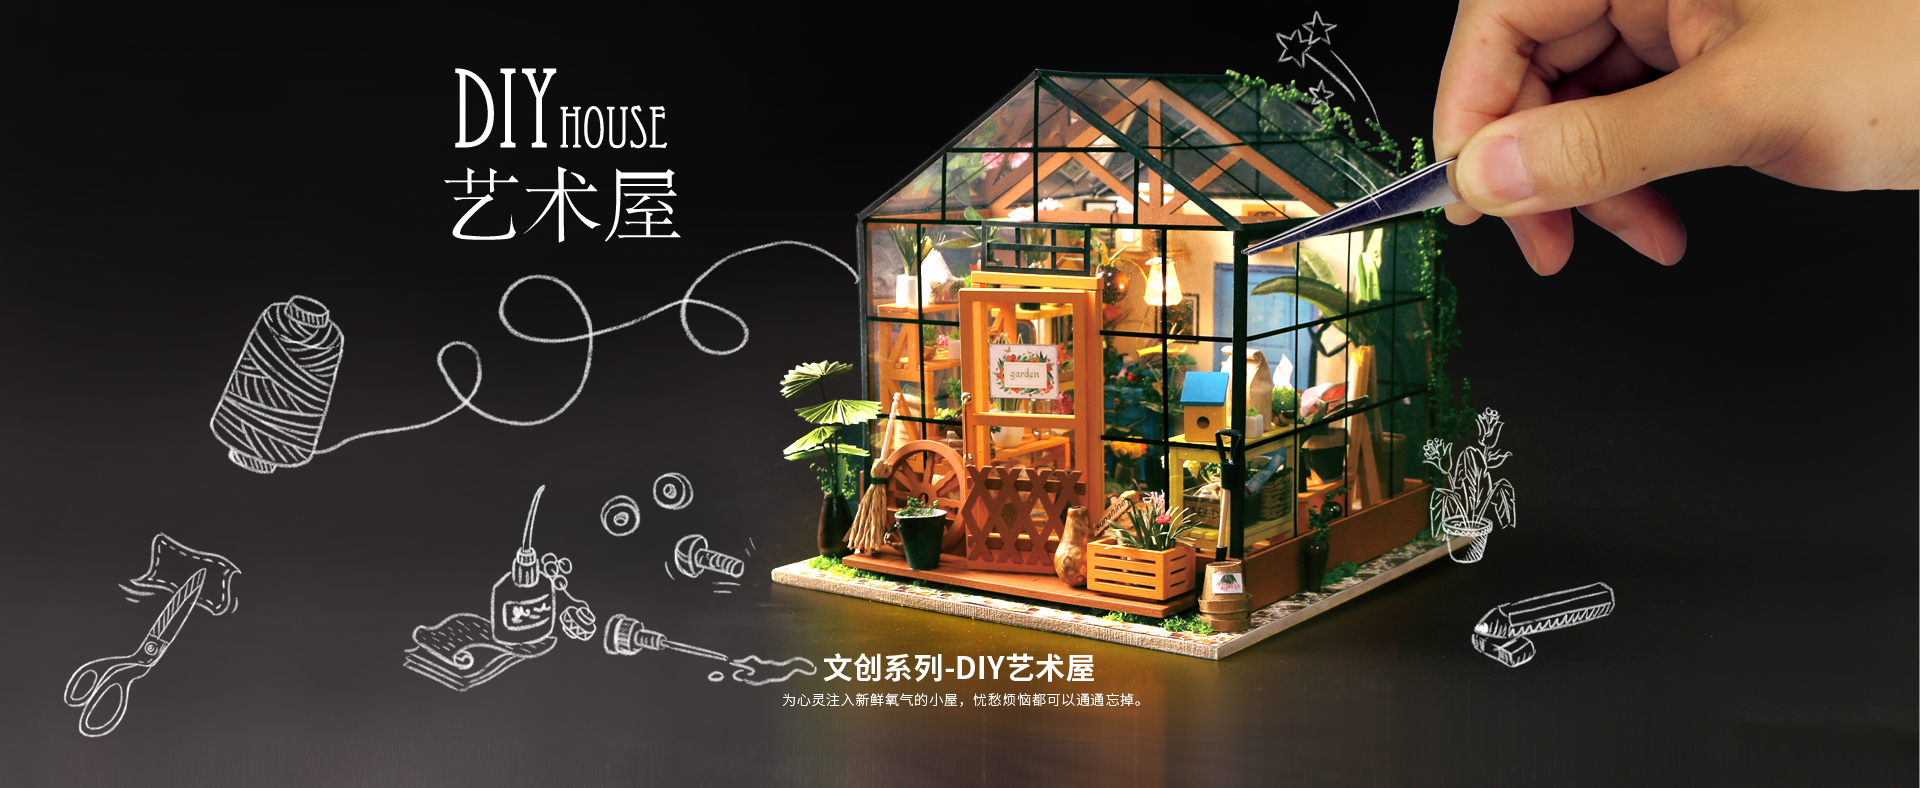 DIY HOUSE
艺术屋
garden
sunshine
文创系列-DIY艺术屋
为心灵注入新鲜氧气的小屋，忧愁烦恼都可以通通忘掉。